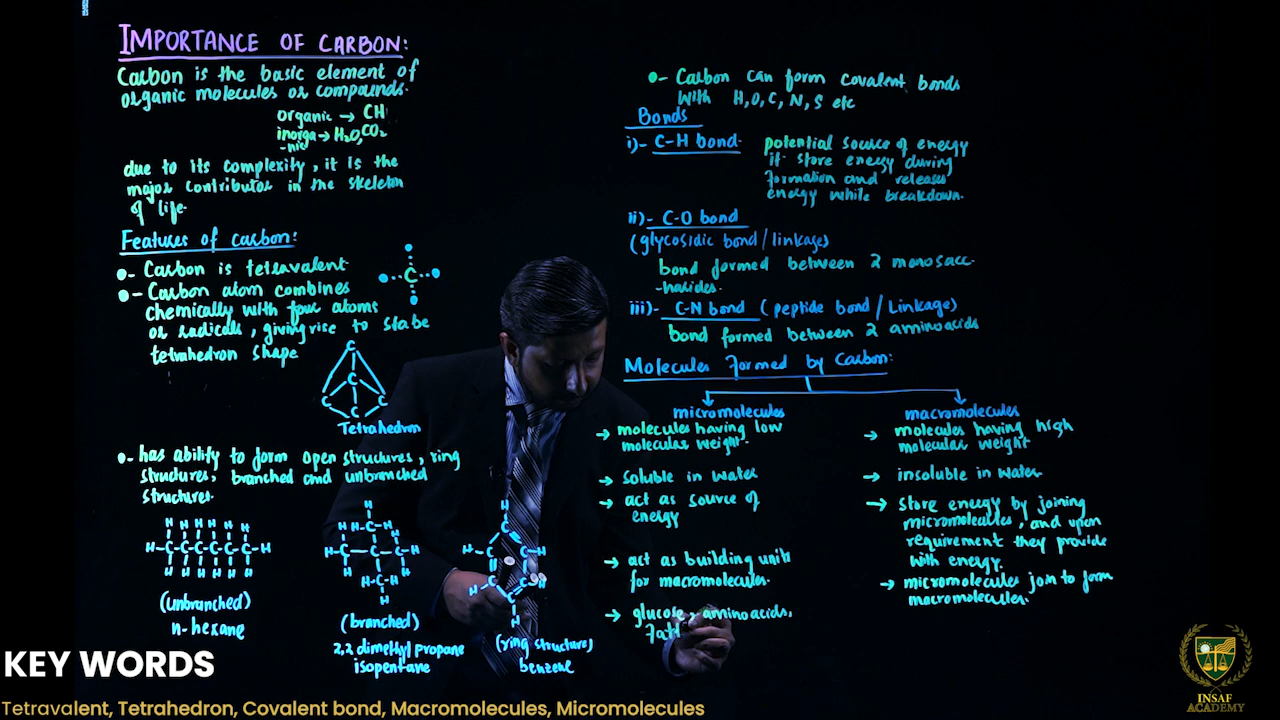 IMPORTANCE OF CARBON:
Carbon is the basic element of
organic molecules or compounds.
organic → CH
inorga → H₂O, CO₂
-nic
due to its complexity, it is the
major contributor in the skeleton
of life.
Features of carbon:
- Carbon is tetravalent
C
- Carbon atom combines
chemically with four atoms
or radicals, giving rise to stabe
tetrahedron shape
C
C
C C C
Tetrahedron
- has ability to form open structures, ring
structures, branched and unbranched
structures.
H H H H H H
H-C-C-C-C-C-C-H
H H H H H H
(unbranched)
n-hexane
(branched)
2,2 dimethyl propane
isopentane
(ring structure)
benzene
- Carbon can form covalent bonds
with H, O, C, N, S etc
Bonds
i)- C-H bond
potential source of energy
it store energy during
formation and releases
energy while breakdown.
ii)- C-O bond
(glycosidic bond/linkage)
bond formed between 2 monosacc-
-harides.
iii)- C-N bond (peptide bond/Linkage)
bond formed between 2 aminoacids
Molecules Formed by Carbon:
micromolecules
→ molecules having low
molecular weight.
→ soluble in water
→ act as source of
energy
→ act as building units
for macromolecules.
→ glucose, aminoacids,
macromolecules
→ molecules having high
molecular weight
→ insoluble in water
→ store energy by joining
micromolecules, and upon
requirement they provide
with energy.
→ micromolecules join to form
macromolecules.
KEY WORDS
Tetravalent, Tetrahedron, Covalent bond, Macromolecules, Micromolecules
INSAF
ACADEMY